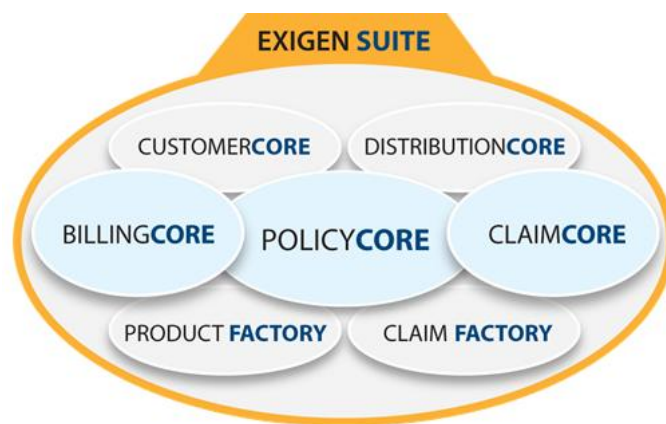 EXIGEN SUITE
CUSTOMERCORE
DISTRIBUTIONCORE
BILLINGCORE
POLICYCORE
CLAIMCORE
PRODUCT FACTORY
CLAIM FACTORY